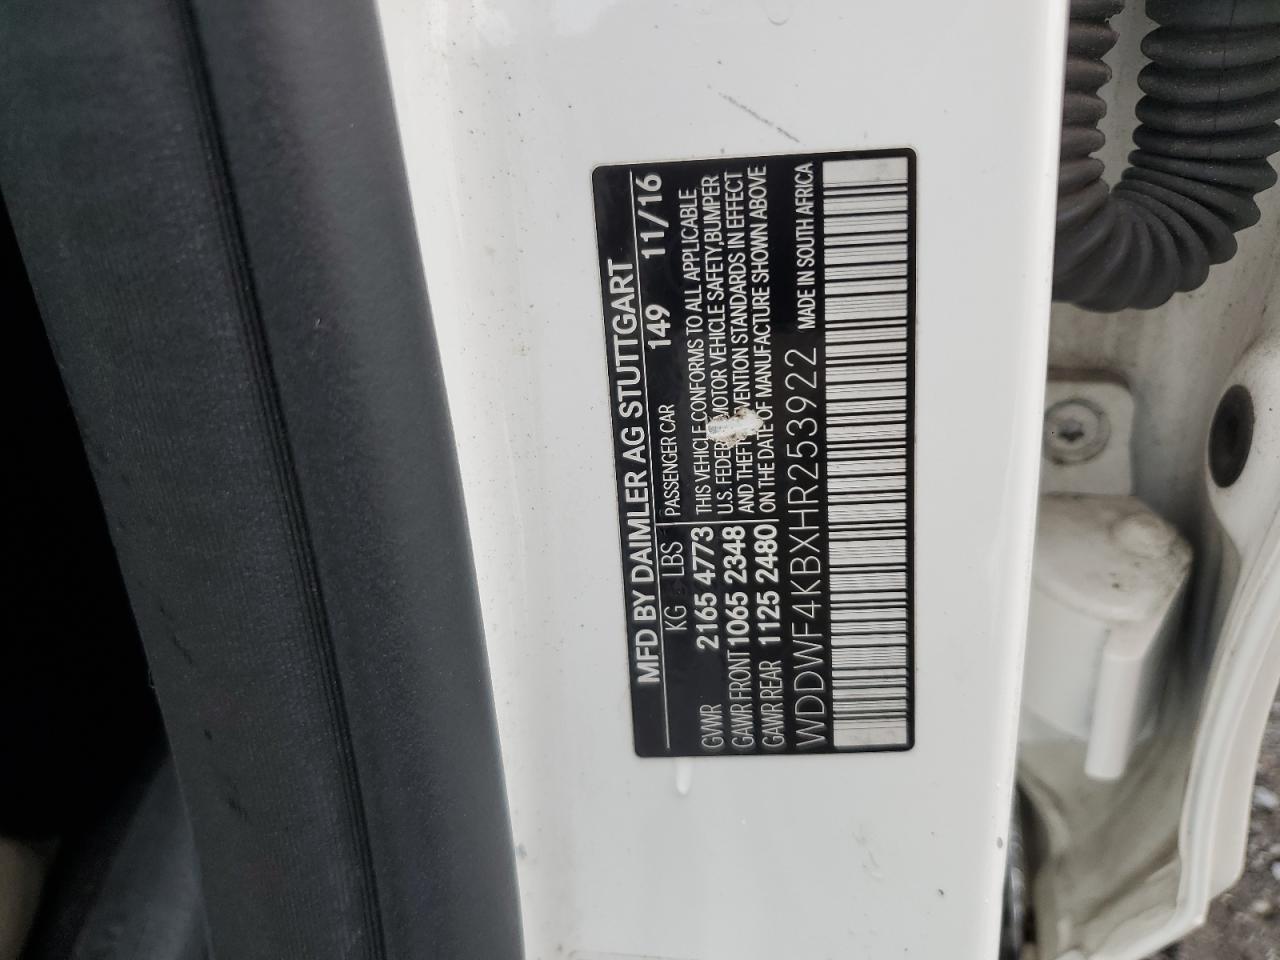 MFD BY DAIMLER AG STUTTGART
KG LBS PASSENGER CAR 149 11/16
GVWR 2165 4773 THIS VEHICLE CONFORMS TO ALL APPLICABLE
GAWR FRONT 1065 2348 U.S. MOTOR VEHICLE SAFETY, BUMPER
GAWR REAR 1125 2480 AND THEFT STANDARDS IN EFFECT
ON THE DATE OF MANUFACTURE SHOWN ABOVE
WDDWF4KBXHR253922 MADE IN SOUTH AFRICA